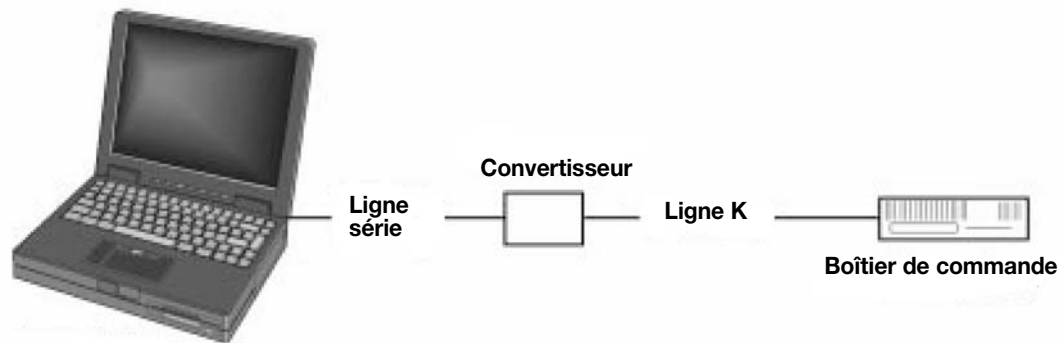 Convertisseur
Ligne
série
Ligne K
Boîtier de commande